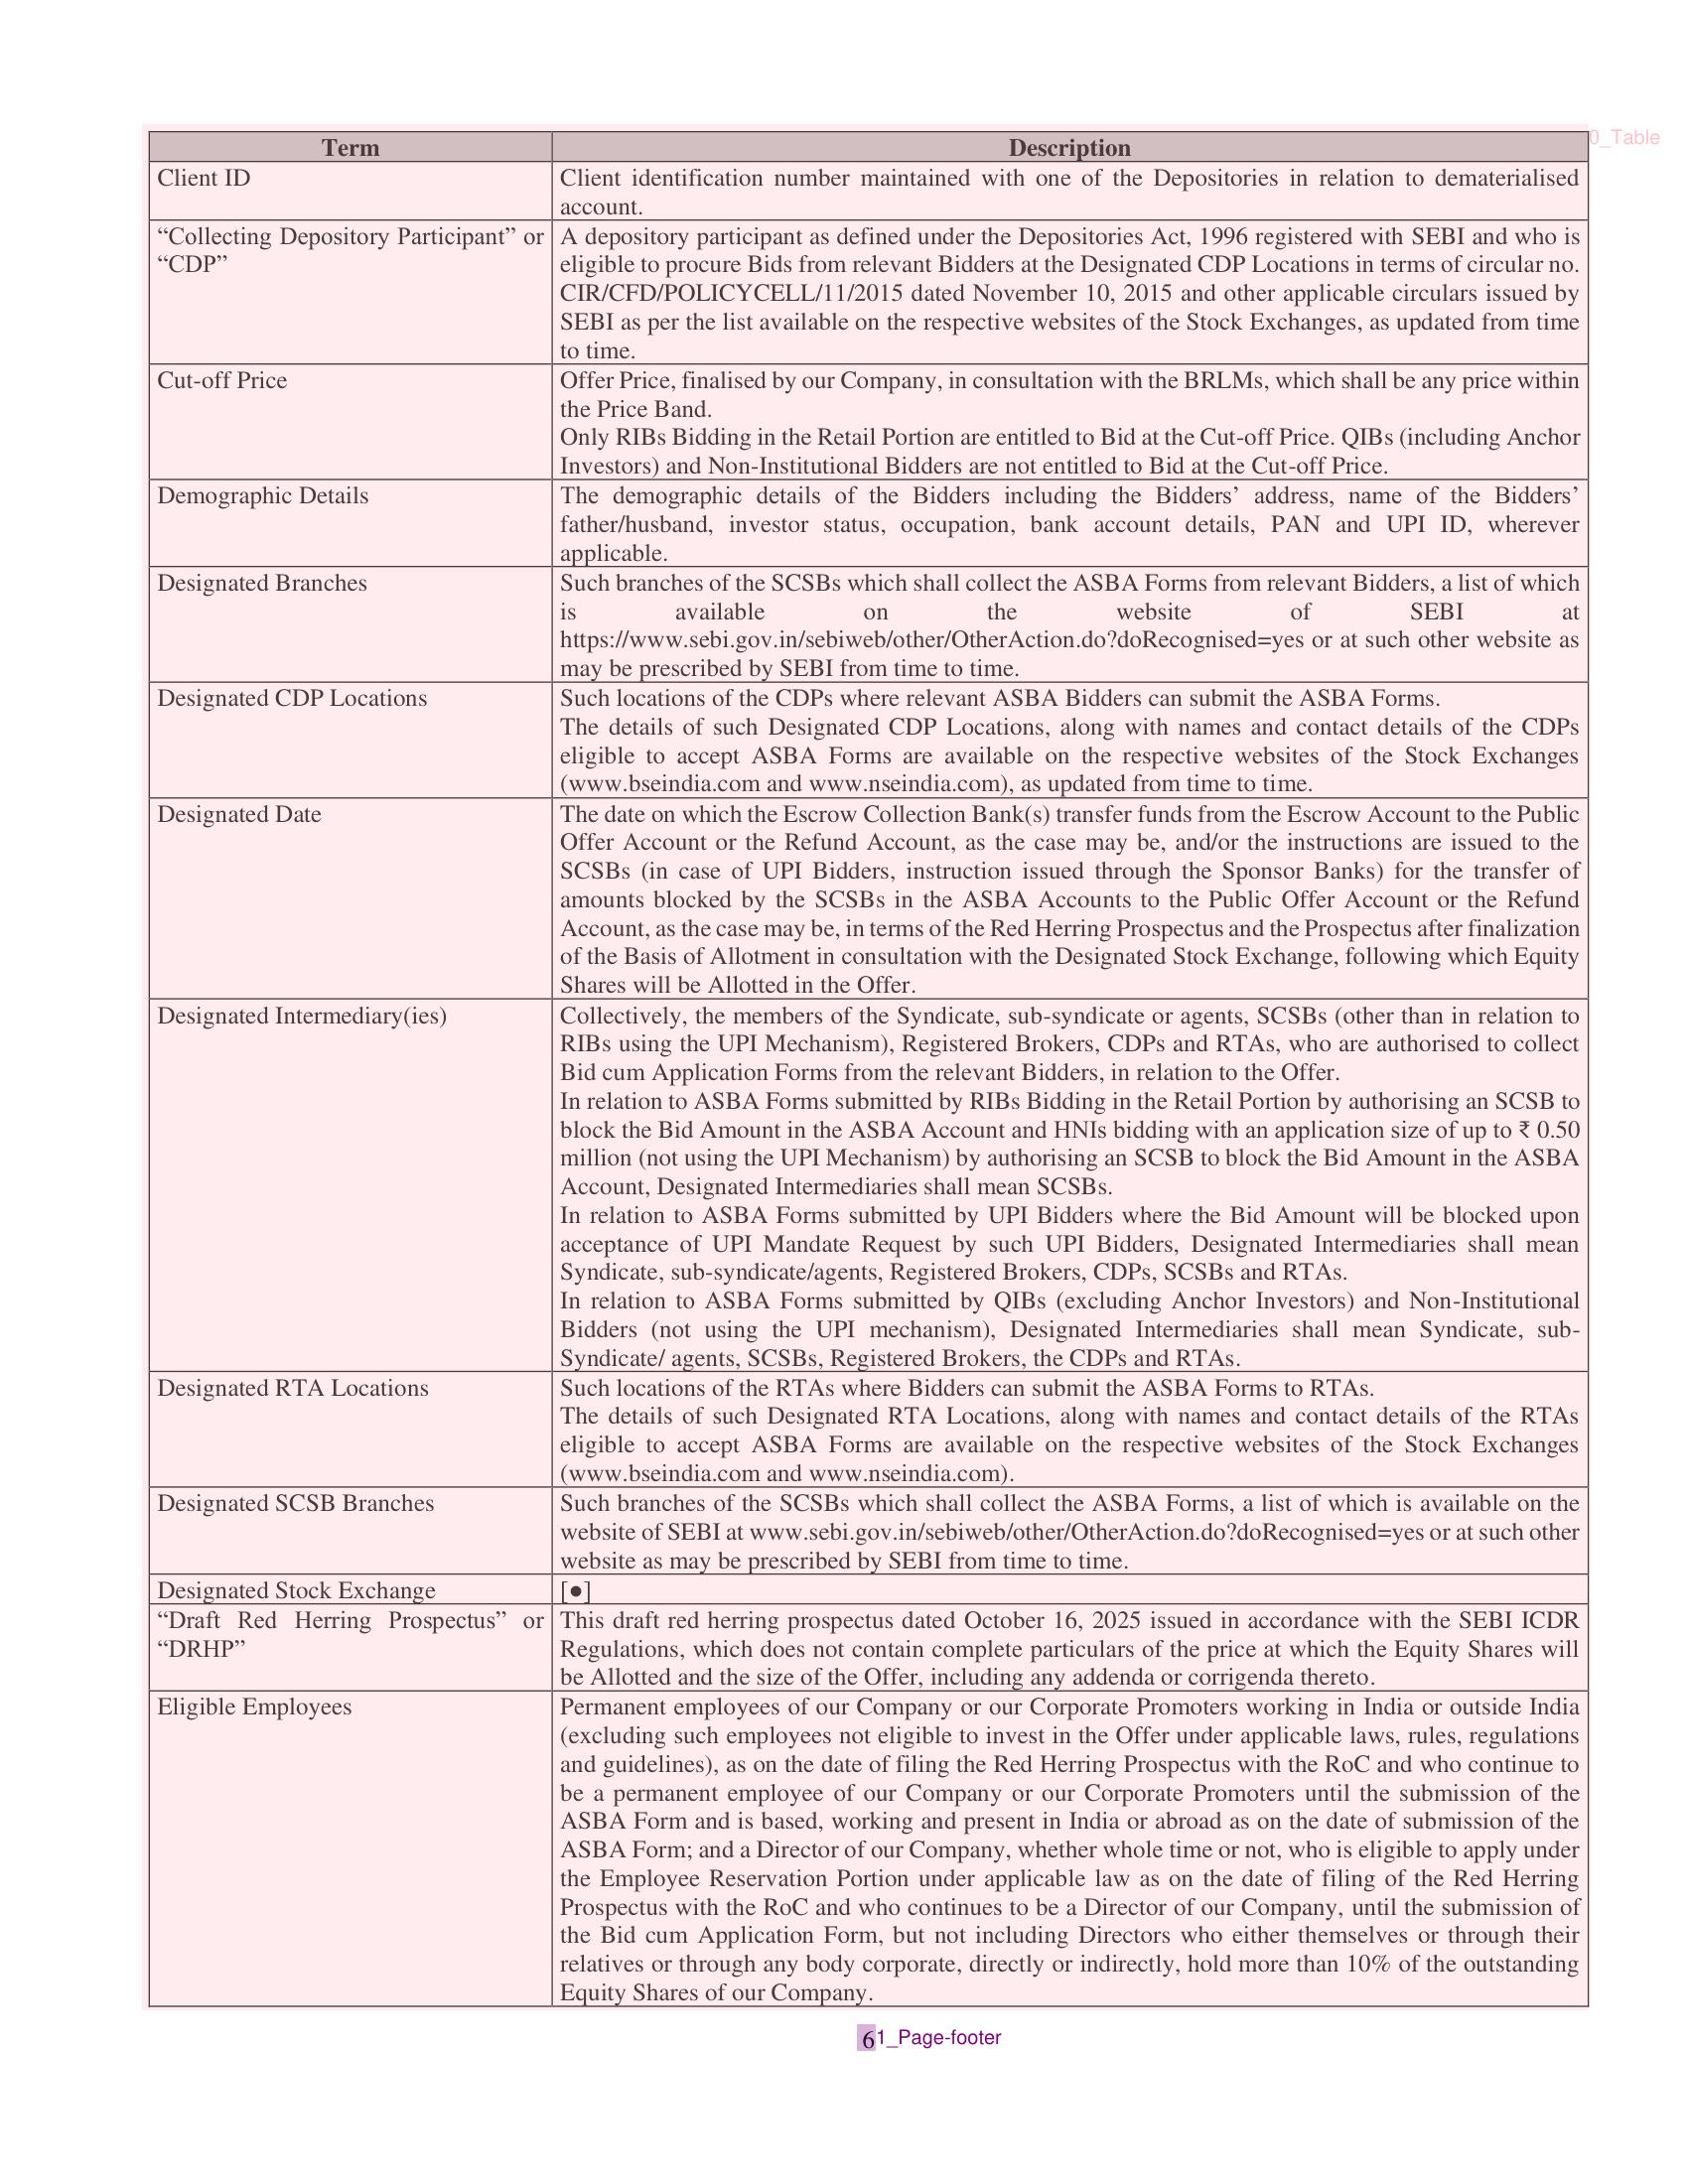 0_Table
Term Description
Client ID Client identification number maintained with one of the Depositories in relation to dematerialised
account.
“Collecting Depository Participant” or
“CDP”
A depository participant as defined under the Depositories Act, 1996 registered with SEBI and who is
eligible to procure Bids from relevant Bidders at the Designated CDP Locations in terms of circular no.
CIR/CFD/POLICYCELL/11/2015 dated November 10, 2015 and other applicable circulars issued by
SEBI as per the list available on the respective websites of the Stock Exchanges, as updated from time
to time.
Cut-off Price Offer Price, finalised by our Company, in consultation with the BRLMs, which shall be any price within
the Price Band.
Only RIBs Bidding in the Retail Portion are entitled to Bid at the Cut-off Price. QIBs (including Anchor
Investors) and Non-Institutional Bidders are not entitled to Bid at the Cut-off Price.
Demographic Details The demographic details of the Bidders including the Bidders’ address, name of the Bidders’
father/husband, investor status, occupation, bank account details, PAN and UPI ID, wherever
applicable.
Designated Branches Such branches of the SCSBs which shall collect the ASBA Forms from relevant Bidders, a list of which
is available on the website of SEBI at
https://www.sebi.gov.in/sebiweb/other/OtherAction.do?doRecognised=yes or at such other website as
may be prescribed by SEBI from time to time.
Designated CDP Locations Such locations of the CDPs where relevant ASBA Bidders can submit the ASBA Forms.
The details of such Designated CDP Locations, along with names and contact details of the CDPs
eligible to accept ASBA Forms are available on the respective websites of the Stock Exchanges
(www.bseindia.com and www.nseindia.com), as updated from time to time.
Designated Date The date on which the Escrow Collection Bank(s) transfer funds from the Escrow Account to the Public
Offer Account or the Refund Account, as the case may be, and/or the instructions are issued to the
SCSBs (in case of UPI Bidders, instruction issued through the Sponsor Banks) for the transfer of
amounts blocked by the SCSBs in the ASBA Accounts to the Public Offer Account or the Refund
Account, as the case may be, in terms of the Red Herring Prospectus and the Prospectus after finalization
of the Basis of Allotment in consultation with the Designated Stock Exchange, following which Equity
Shares will be Allotted in the Offer.
Designated Intermediary(ies) Collectively, the members of the Syndicate, sub-syndicate or agents, SCSBs (other than in relation to
RIBs using the UPI Mechanism), Registered Brokers, CDPs and RTAs, who are authorised to collect
Bid cum Application Forms from the relevant Bidders, in relation to the Offer.
In relation to ASBA Forms submitted by RIBs Bidding in the Retail Portion by authorising an SCSB to
block the Bid Amount in the ASBA Account and HNIs bidding with an application size of up to ₹ 0.50
million (not using the UPI Mechanism) by authorising an SCSB to block the Bid Amount in the ASBA
Account, Designated Intermediaries shall mean SCSBs.
In relation to ASBA Forms submitted by UPI Bidders where the Bid Amount will be blocked upon
acceptance of UPI Mandate Request by such UPI Bidders, Designated Intermediaries shall mean
Syndicate, sub-syndicate/agents, Registered Brokers, CDPs, SCSBs and RTAs.
In relation to ASBA Forms submitted by QIBs (excluding Anchor Investors) and Non-Institutional
Bidders (not using the UPI mechanism), Designated Intermediaries shall mean Syndicate, sub-
Syndicate/ agents, SCSBs, Registered Brokers, the CDPs and RTAs.
Designated RTA Locations Such locations of the RTAs where Bidders can submit the ASBA Forms to RTAs.
The details of such Designated RTA Locations, along with names and contact details of the RTAs
eligible to accept ASBA Forms are available on the respective websites of the Stock Exchanges
(www.bseindia.com and www.nseindia.com).
Designated SCSB Branches Such branches of the SCSBs which shall collect the ASBA Forms, a list of which is available on the
website of SEBI at www.sebi.gov.in/sebiweb/other/OtherAction.do?doRecognised=yes or at such other
website as may be prescribed by SEBI from time to time.
Designated Stock Exchange [●]
“Draft Red Herring Prospectus” or
“DRHP”
This draft red herring prospectus dated October 16, 2025 issued in accordance with the SEBI ICDR
Regulations, which does not contain complete particulars of the price at which the Equity Shares will
be Allotted and the size of the Offer, including any addenda or corrigenda thereto.
Eligible Employees Permanent employees of our Company or our Corporate Promoters working in India or outside India
(excluding such employees not eligible to invest in the Offer under applicable laws, rules, regulations
and guidelines), as on the date of filing the Red Herring Prospectus with the RoC and who continue to
be a permanent employee of our Company or our Corporate Promoters until the submission of the
ASBA Form and is based, working and present in India or abroad as on the date of submission of the
ASBA Form; and a Director of our Company, whether whole time or not, who is eligible to apply under
the Employee Reservation Portion under applicable law as on the date of filing of the Red Herring
Prospectus with the RoC and who continues to be a Director of our Company, until the submission of
the Bid cum Application Form, but not including Directors who either themselves or through their
relatives or through any body corporate, directly or indirectly, hold more than 10% of the outstanding
Equity Shares of our Company.
6 1_Page-footer